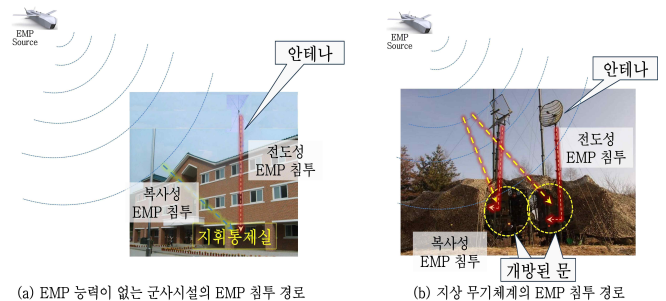 EMP
Source
안테나
전도성
EMP 침투
복사성
EMP 침투
지휘통제실
(a) EMP 능력이 없는 군사시설의 EMP 침투 경로
EMP
Source
안테나
전도성
EMP 침투
복사성
EMP 침투
개방된 문
(b) 지상 무기체계의 EMP 침투 경로